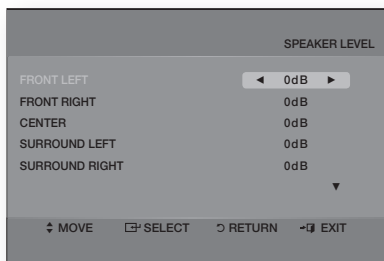 SPEAKER LEVEL
FRONT LEFT ◄ 0dB ►
FRONT RIGHT 0dB
CENTER 0dB
SURROUND LEFT 0dB
SURROUND RIGHT 0dB
▼
MOVE SELECT RETURN EXIT